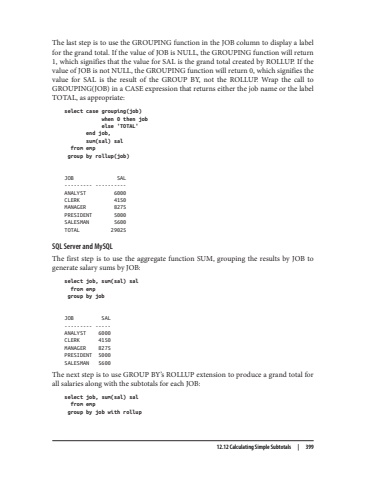 The last step is to use the GROUPING function in the JOB column to display a label
for the grand total. If the value of JOB is NULL, the GROUPING function will return
1, which signifies that the value for SAL is the grand total created by ROLLUP. If the
value of JOB is not NULL, the GROUPING function will return 0, which signifies the
value for SAL is the result of the GROUP BY, not the ROLLUP. Wrap the call to
GROUPING(JOB) in a CASE expression that returns either the job name or the label
TOTAL, as appropriate:
select case grouping(job)
when 0 then job
else 'TOTAL'
end job,
sum(sal) sal
from emp
group by rollup(job)
JOB SAL
--------- ----------
ANALYST 6000
CLERK 4150
MANAGER 8275
PRESIDENT 5000
SALESMAN 5600
TOTAL 29025
SQL Server and MySQL
The first step is to use the aggregate function SUM, grouping the results by JOB to
generate salary sums by JOB:
select job, sum(sal) sal
from emp
group by job
JOB SAL
--------- -----
ANALYST 6000
CLERK 4150
MANAGER 8275
PRESIDENT 5000
SALESMAN 5600
The next step is to use GROUP BY's ROLLUP extension to produce a grand total for
all salaries along with the subtotals for each JOB:
select job, sum(sal) sal
from emp
group by job with rollup
12.12 Calculating Simple Subtotals | 399